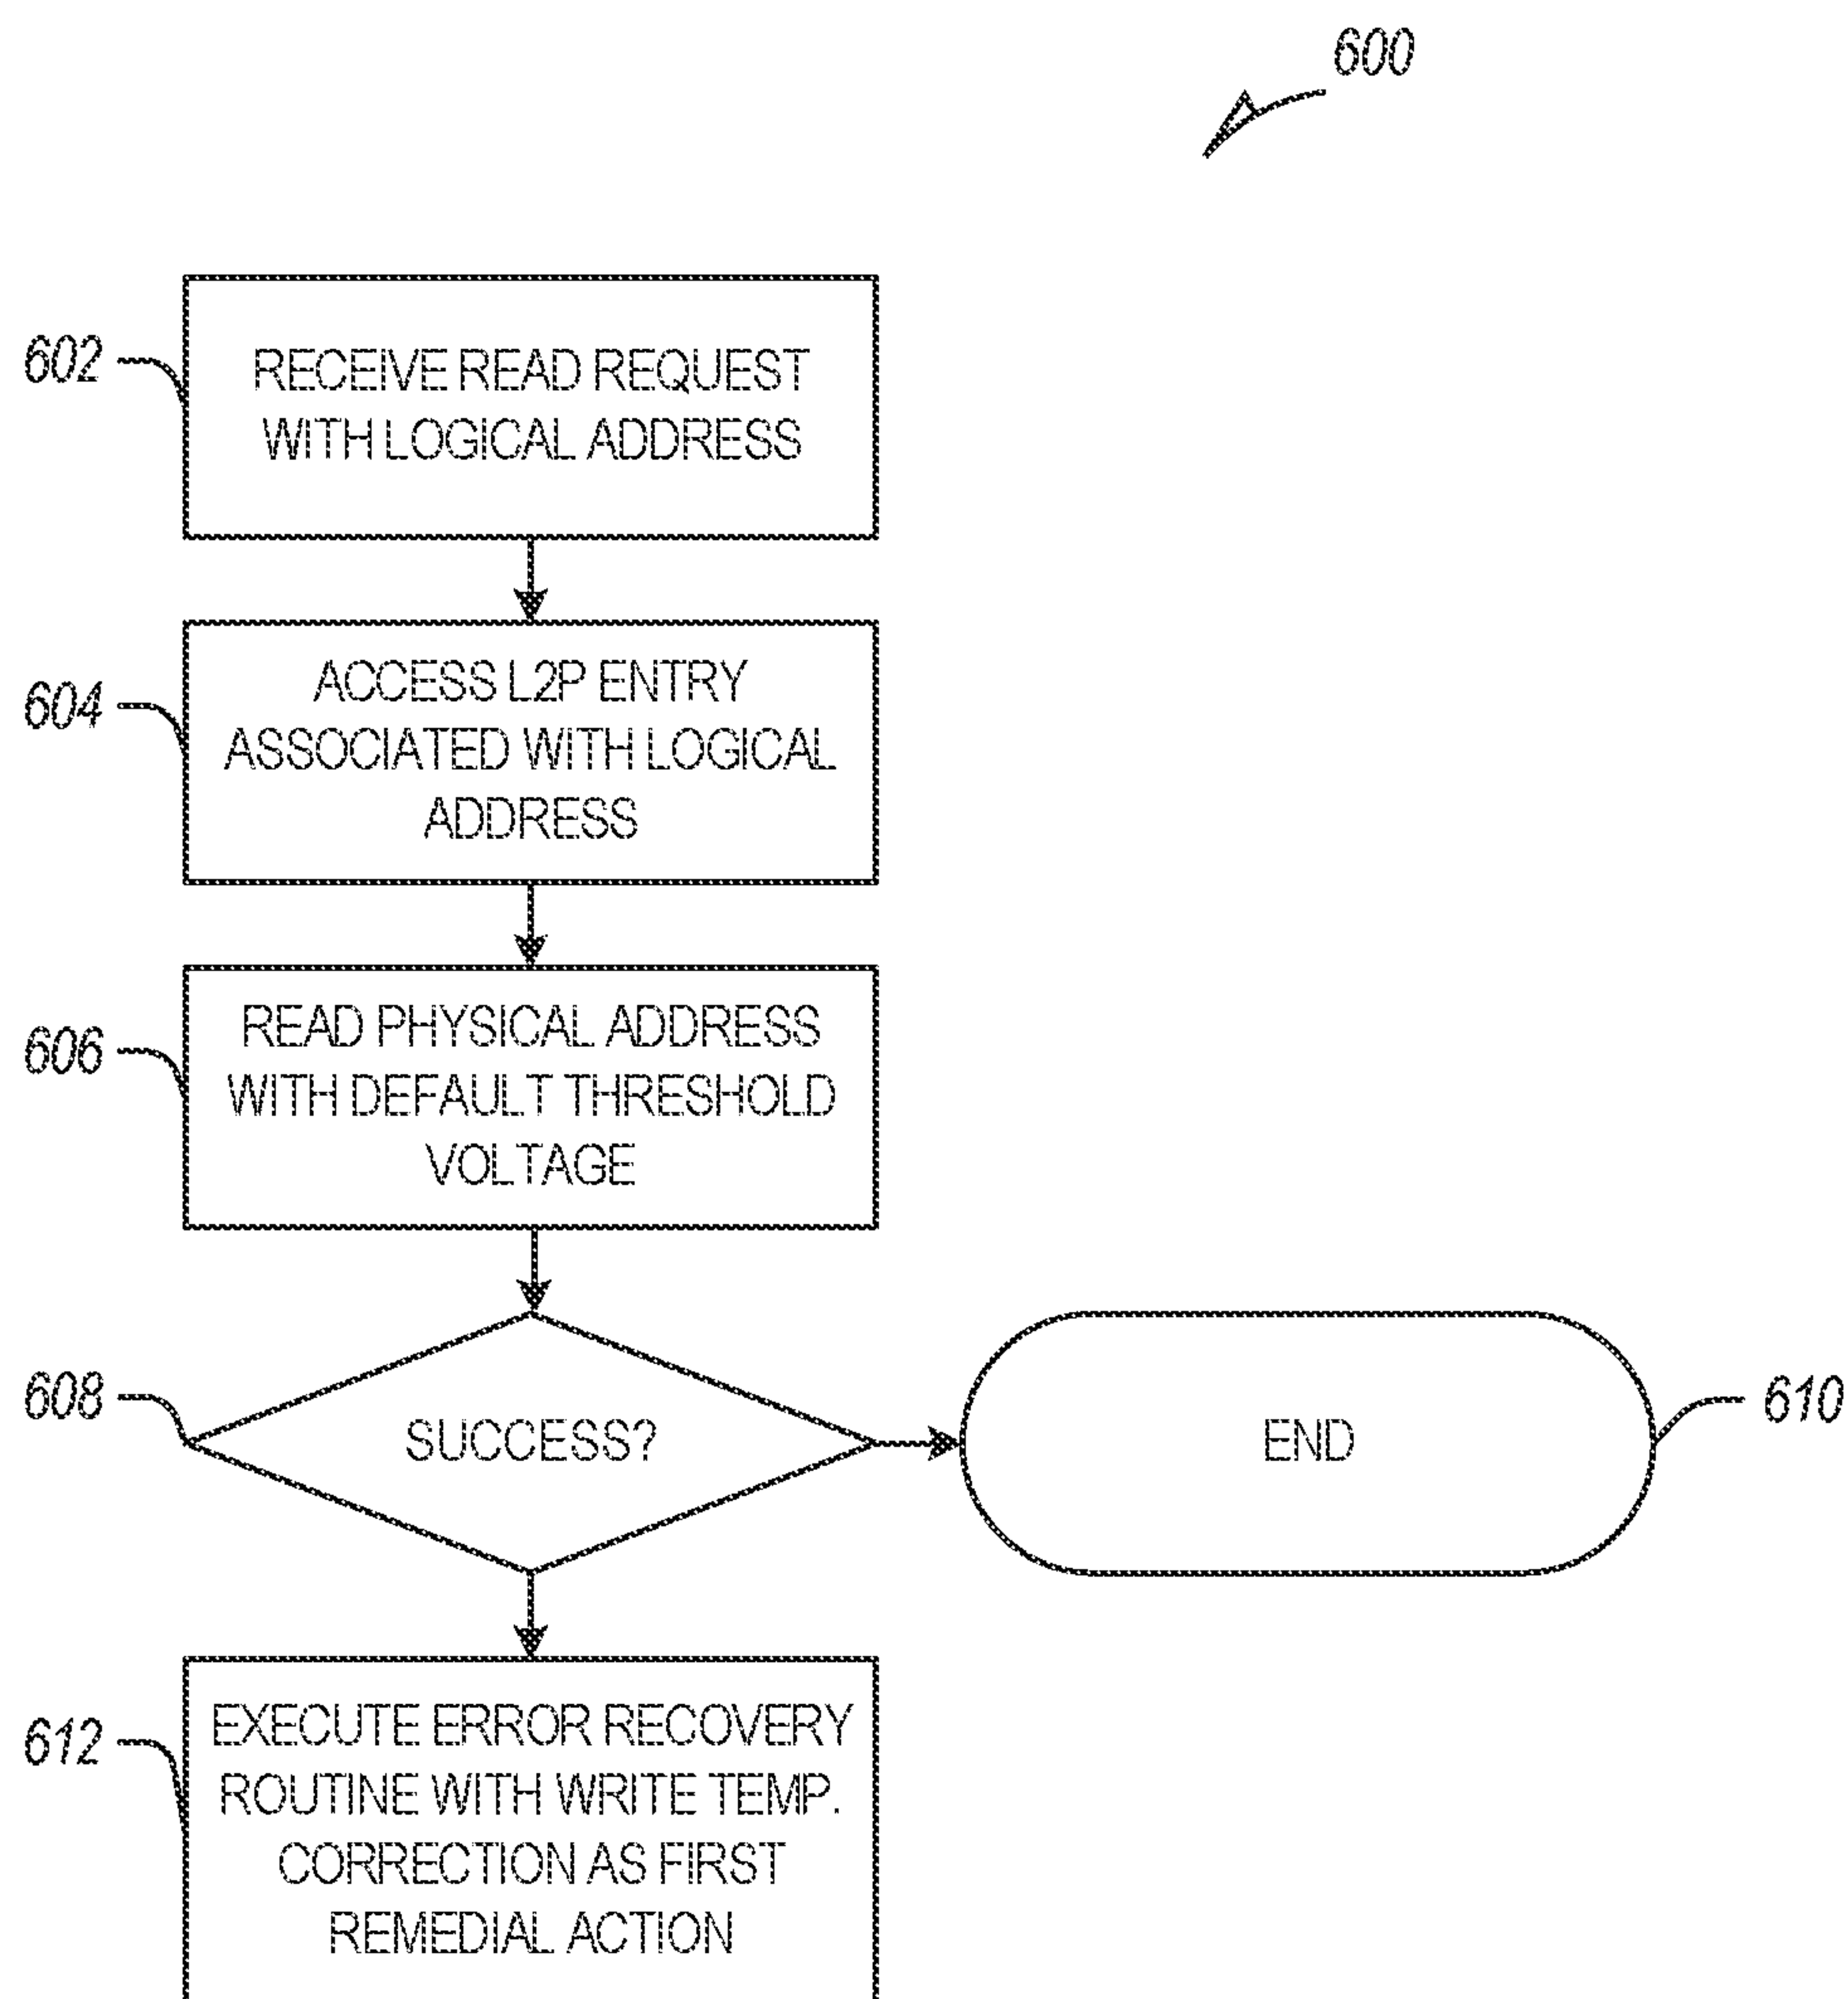 600
602
RECEIVE READ REQUEST
WITH LOGICAL ADDRESS
604
ACCESS L2P ENTRY
ASSOCIATED WITH LOGICAL
ADDRESS
606
READ PHYSICAL ADDRESS
WITH DEFAULT THRESHOLD
VOLTAGE
608
SUCCESS?
END
610
612
EXECUTE ERROR RECOVERY
ROUTINE WITH WRITE TEMP.
CORRECTION AS FIRST
REMEDIAL ACTION